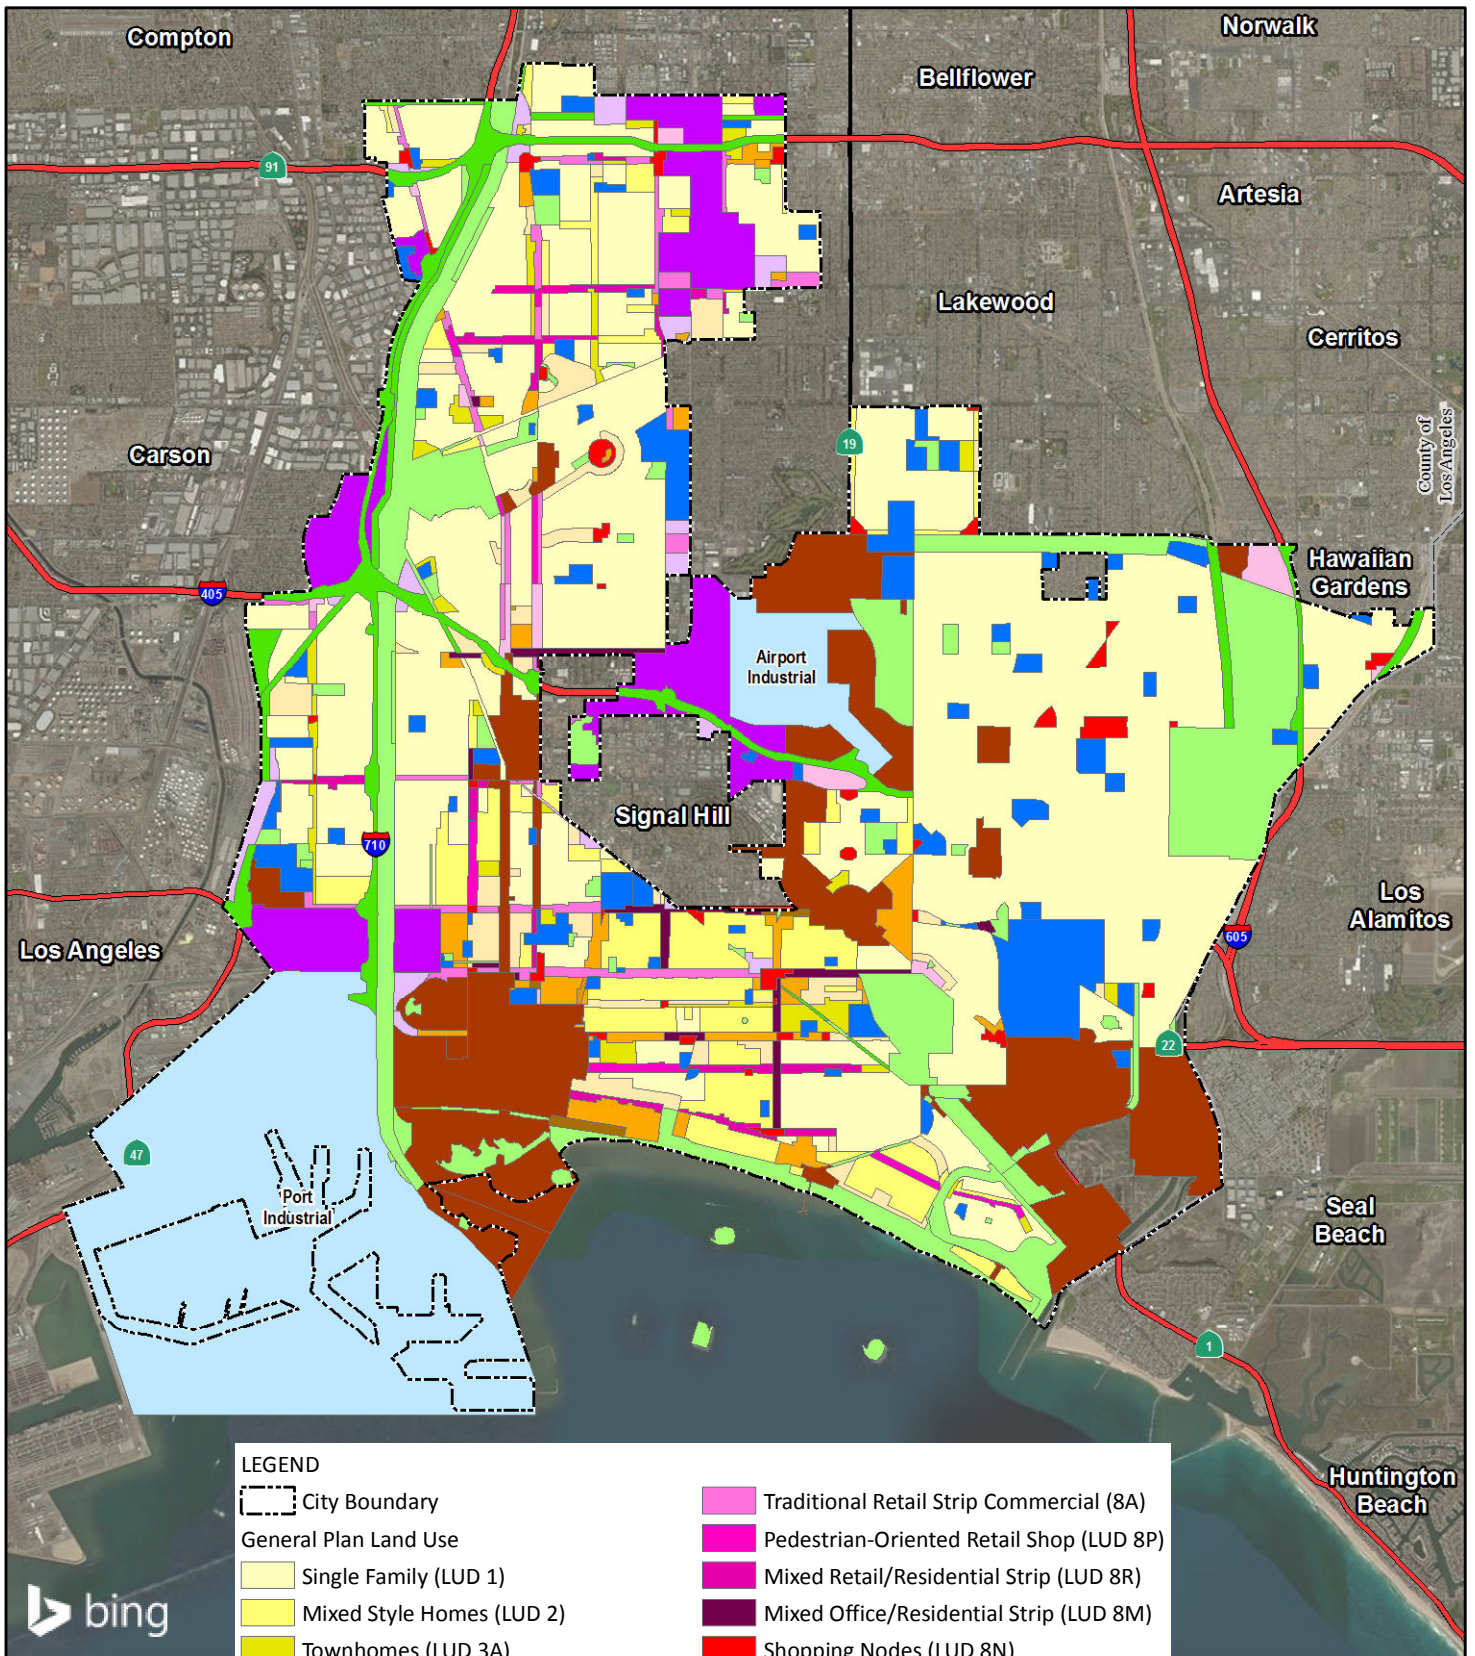 Compton
Norwalk
Bellflower
91
Artesia
Lakewood
Cerritos
Carson
19
County of
Los Angeles
Hawaiian
Gardens
405
Airport
Industrial
Signal Hill
710
Los
Alamitos
Los Angeles
605
22
47
Port
Industrial
Seal
Beach
1
Huntington
Beach
LEGEND
City Boundary
General Plan Land Use
Single Family (LUD 1)
Mixed Style Homes (LUD 2)
Townhomes (LUD 3A)
Traditional Retail Strip Commercial (8A)
Pedestrian-Oriented Retail Shop (LUD 8P)
Mixed Retail/Residential Strip (LUD 8R)
Mixed Office/Residential Strip (LUD 8M)
Shopping Nodes (LUD 8N)
bing